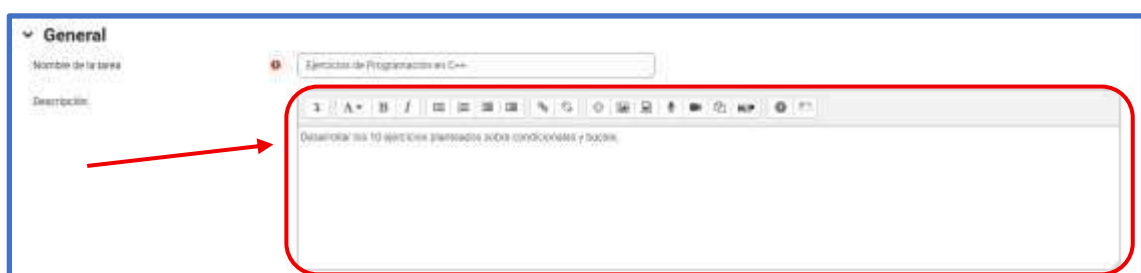 General
Nombre de la tarea
Ejercicios de Programación en C++
Descripción
A B I H-P
Desarrollar los 10 ejercicios planteados sobre condicionales y bucles.